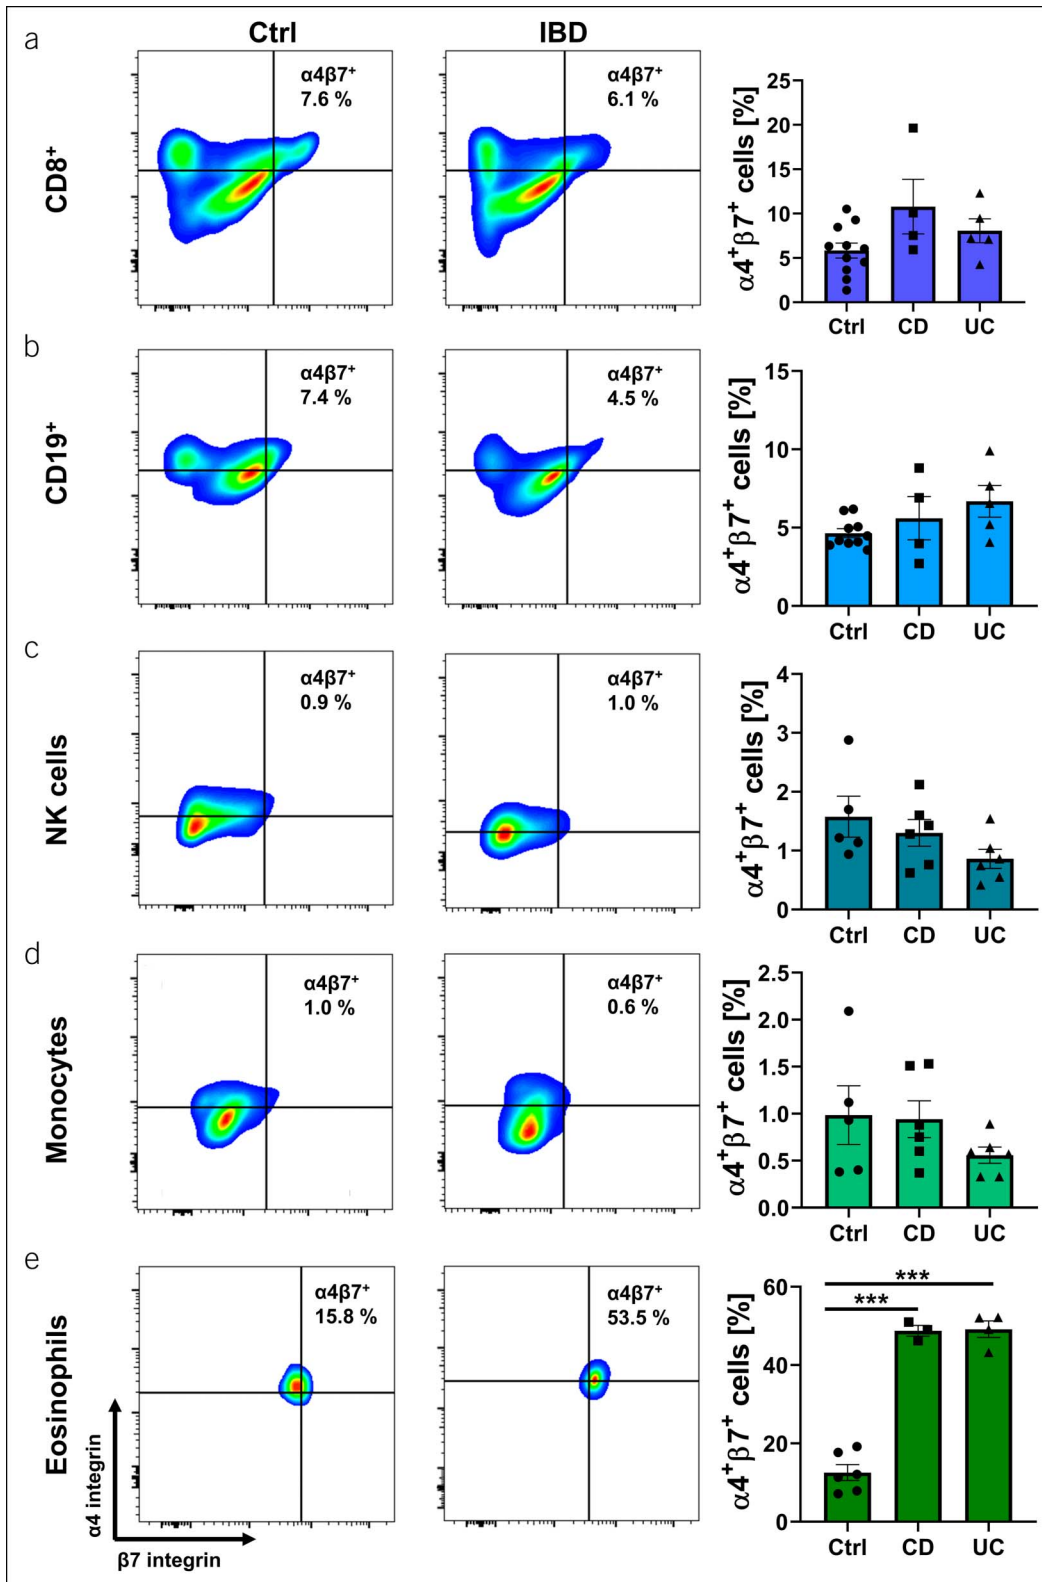 Ctrl
IBD
a
CD8⁺
α4β7⁺
7.6 %
α4β7⁺
6.1 %
α4⁺β7⁺ cells [%]
25
20
15
10
5
0
Ctrl CD UC
b
CD19⁺
α4β7⁺
7.4 %
α4β7⁺
4.5 %
α4⁺β7⁺ cells [%]
15
10
5
0
Ctrl CD UC
c
NK cells
α4β7⁺
0.9 %
α4β7⁺
1.0 %
α4⁺β7⁺ cells [%]
4
3
2
1
0
Ctrl CD UC
d
Monocytes
α4β7⁺
1.0 %
α4β7⁺
0.6 %
α4⁺β7⁺ cells [%]
2.5
2.0
1.5
1.0
0.5
0.0
Ctrl CD UC
e
Eosinophils
α4β7⁺
15.8 %
α4β7⁺
53.5 %
α4⁺β7⁺ cells [%]
60
40
20
0
***
***
Ctrl CD UC
α4 integrin
β7 integrin